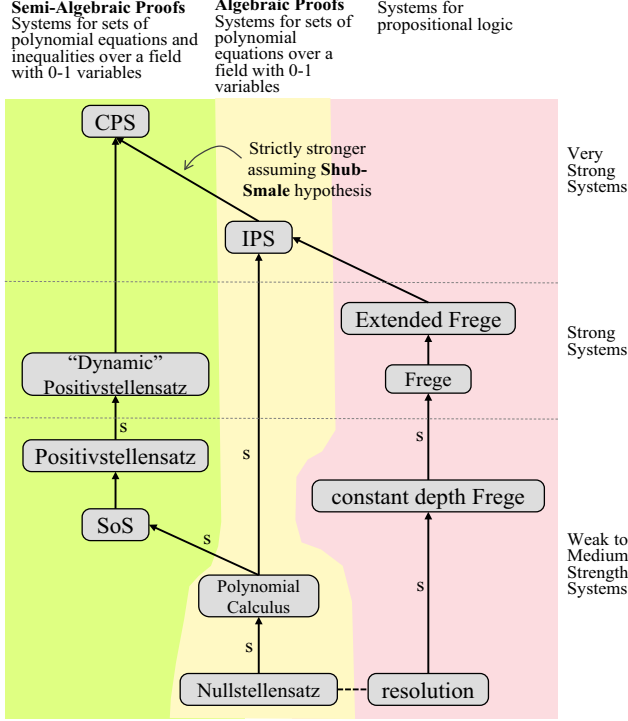 Semi-Algebraic Proofs
Systems for sets of
polynomial equations and
inequalities over a field
with 0-1 variables
Algebraic Proofs
Systems for sets of
polynomial
equations over a
field with 0-1
variables
Systems for
propositional logic
CPS
Strictly stronger
assuming Shub-
Smale hypothesis
Very
Strong
Systems
IPS
Extended Frege
Strong
Systems
“Dynamic”
Positivstellensatz
Frege
s
s
s
Positivstellensatz
constant depth Frege
SoS
s
Weak to
Medium
Strength
Systems
Polynomial
Calculus
s
s
Nullstellensatz
resolution